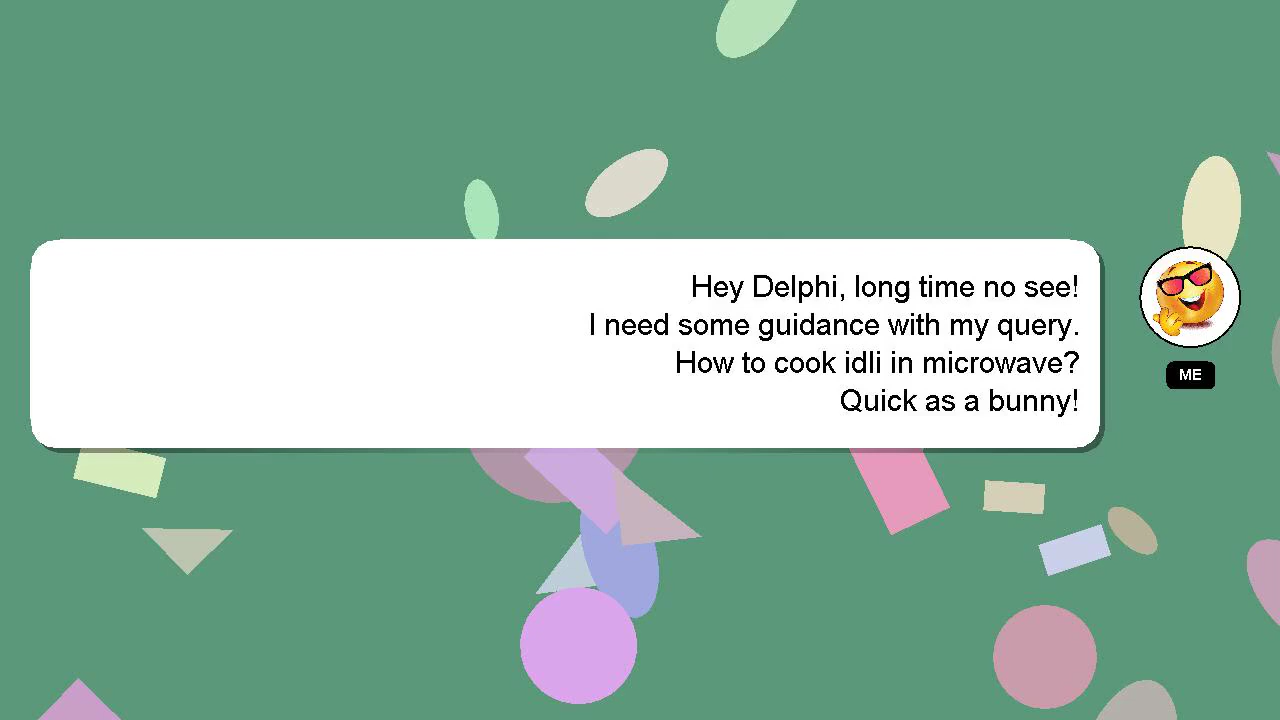 Hey Delphi, long time no see!
I need some guidance with my query.
How to cook idli in microwave?
Quick as a bunny!
ME